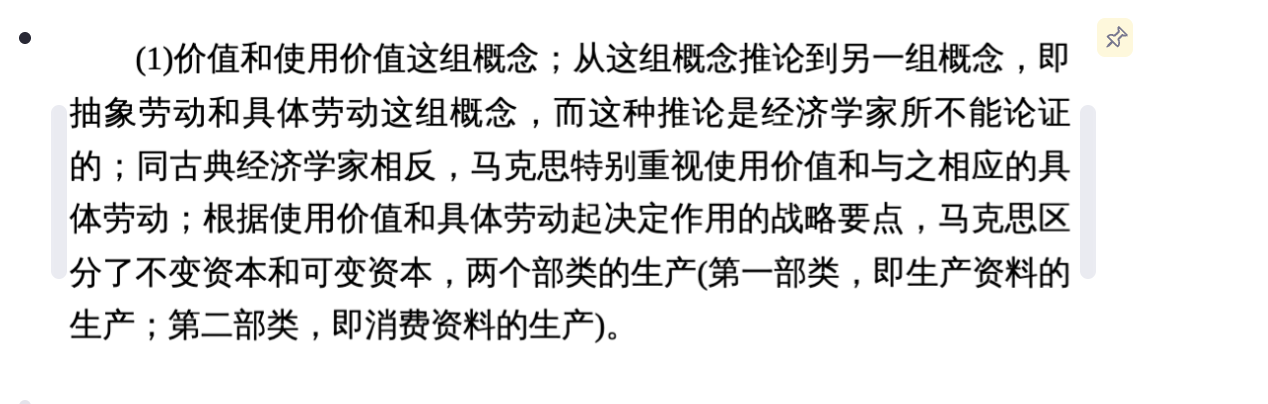 (1)价值和使用价值这组概念；从这组概念推论到另一组概念，即
抽象劳动和具体劳动这组概念，而这种推论是经济学家所不能论证
的；同古典经济学家相反，马克思特别重视使用价值和与之相应的具
体劳动；根据使用价值和具体劳动起决定作用的战略要点，马克思区
分了不变资本和可变资本，两个部类的生产(第一部类，即生产资料的
生产；第二部类，即消费资料的生产)。